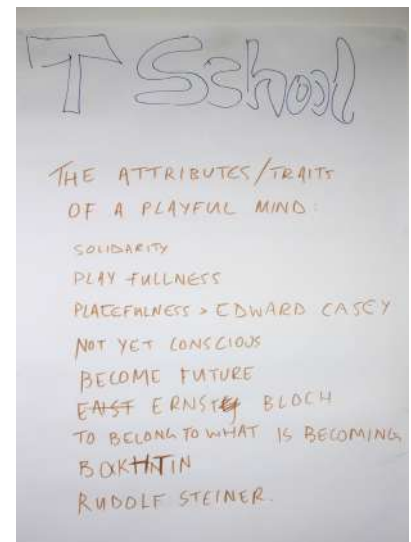 T School
THE ATTRIBUTES/TRAITS
OF A PLAYFUL MIND:
SOLIDARITY
PLAY FULLNESS
PLACEFULNESS > EDWARD CASEY
NOT YET CONSCIOUS
BECOME FUTURE
ERNST BLOCH
TO BELONG TO WHAT IS BECOMING
BAKHTIN
RUDOLF STEINER.